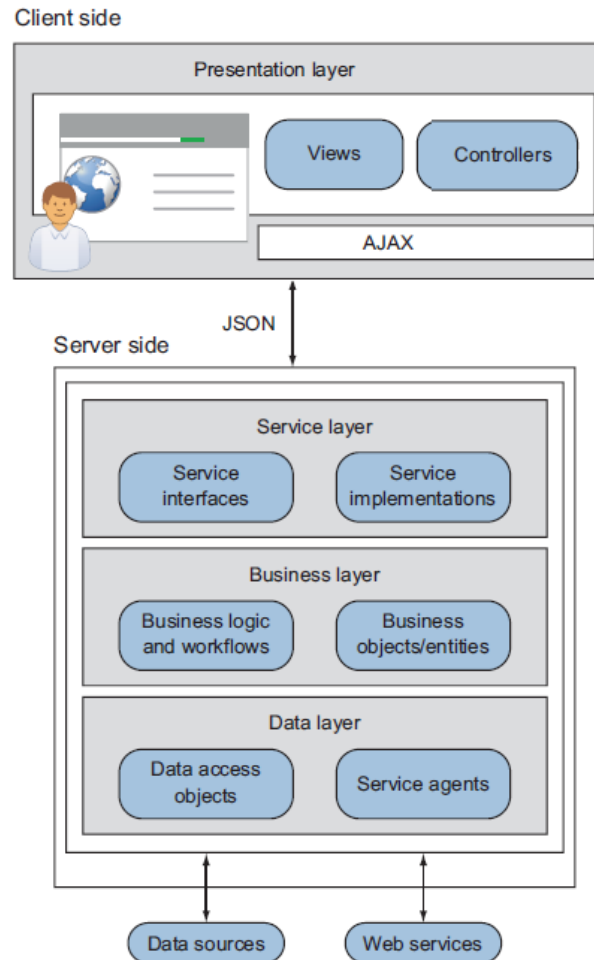 Client side
Presentation layer
Views
Controllers
AJAX
JSON
Server side
Service layer
Service
interfaces
Service
implementations
Business layer
Business logic
and workflows
Business
objects/entities
Data layer
Data access
objects
Service agents
Data sources
Web services